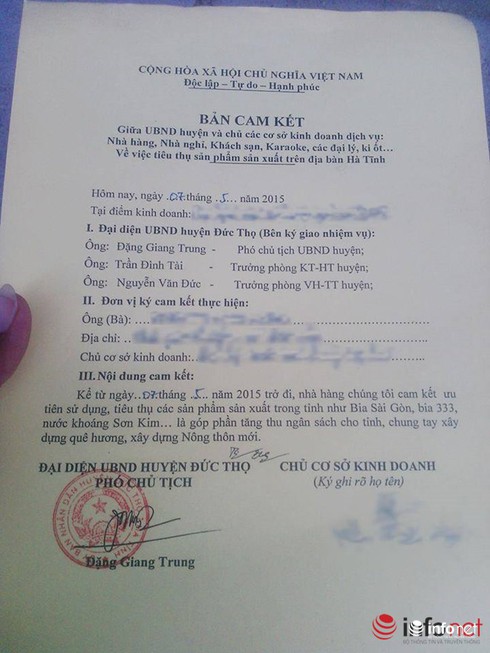 CỘNG HÒA XÃ HỘI CHỦ NGHĨA VIỆT NAM
Độc lập – Tự do – Hạnh phúc
BẢN CAM KẾT
Giữa UBND huyện và chủ các cơ sở kinh doanh dịch vụ:
Nhà hàng, Nhà nghỉ, Khách sạn, Karaoke, các đại lý, ki ốt…
Về việc tiêu thụ sản phẩm sản xuất trên địa bàn Hà Tĩnh
Hôm nay, ngày .07.tháng .5… năm 2015
Tại điểm kinh doanh:
I. Đại diện UBND huyện Đức Thọ (Bên ký giao nhiệm vụ):
Ông: Đặng Giang Trung - Phó chủ tịch UBND huyện;
Ông: Trần Đình Tài - Trưởng phòng KT-HT huyện;
Ông: Nguyễn Văn Đức - Trưởng phòng VH-TT huyện;
II. Đơn vị ký cam kết thực hiện:
Ông (Bà):
Địa chỉ:
Chủ cơ sở kinh doanh:
III. Nội dung cam kết:
Kể từ ngày..07.tháng .5.. năm 2015 trở đi, nhà hàng chúng tôi cam kết ưu
tiên sử dụng, tiêu thụ các sản phẩm sản xuất trong tỉnh như Bia Sài Gòn, bia 333,
nước khoáng Sơn Kim… là góp phần tăng thu ngân sách cho tỉnh, chung tay xây
dựng quê hương, xây dựng Nông thôn mới.
ĐẠI DIỆN UBND HUYỆN ĐỨC THỌ CHỦ CƠ SỞ KINH DOANH
PHÓ CHỦ TỊCH (Ký ghi rõ họ tên)
Đặng Giang Trung
infonet
infonet
BỘ THÔNG TIN VÀ TRUYỀN THÔNG